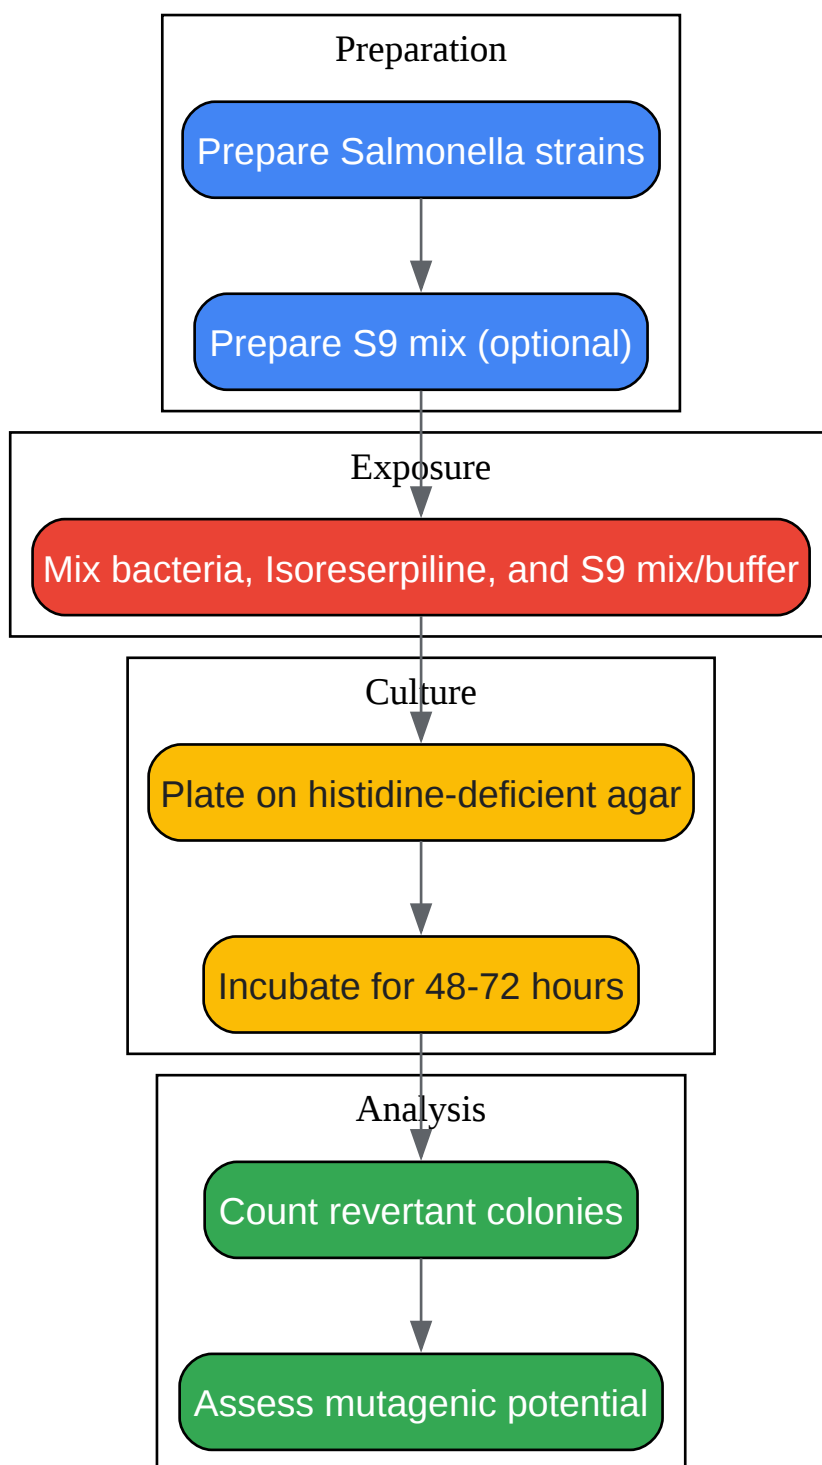 Preparation
Prepare Salmonella strains
Prepare S9 mix (optional)
Exposure
Mix bacteria, Isoreserpiline, and S9 mix/buffer
Culture
Plate on histidine-deficient agar
Incubate for 48-72 hours
Analysis
Count revertant colonies
Assess mutagenic potential